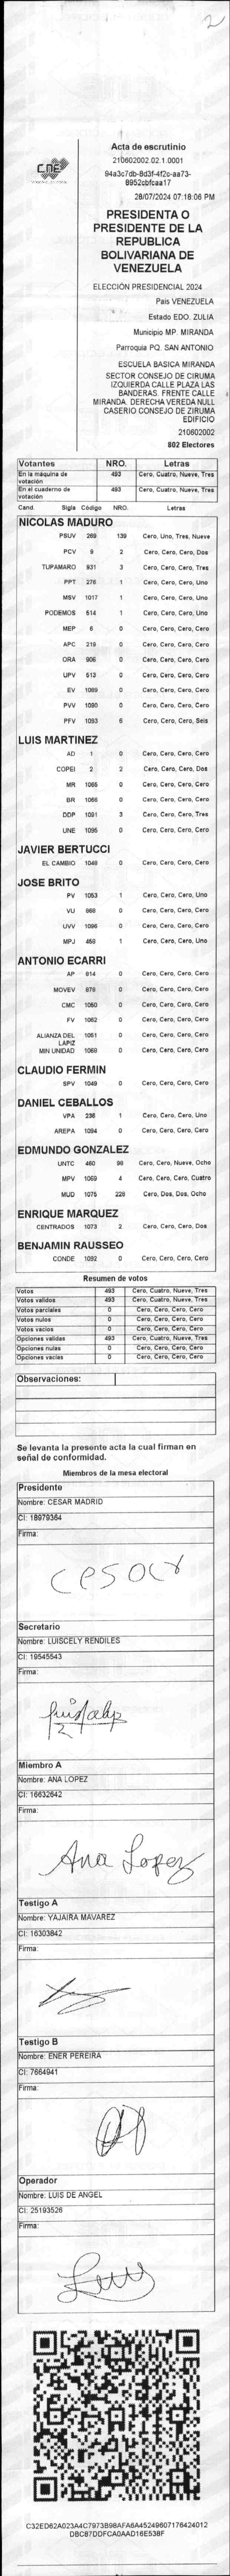 2
CNE
Acta de escrutinio
210602002.02.1.0001
94a3c7db-8d3f-4f2c-aa73-
8952cbfcaa17
28/07/2024 07:18:06 PM
PRESIDENTA O
PRESIDENTE DE LA
REPUBLICA
BOLIVARIANA DE
VENEZUELA
ELECCIÓN PRESIDENCIAL 2024
País VENEZUELA
Estado EDO. ZULIA
Municipio MP. MIRANDA
Parroquia PQ. SAN ANTONIO
ESCUELA BASICA MIRANDA
SECTOR CONSEJO DE CIRUMA
IZQUIERDA CALLE PLAZA LAS
BANDERAS. FRENTE CALLE
MIRANDA. DERECHA VEREDA NULL
CASERIO CONSEJO DE ZIRUMA
EDIFICIO
210602002
802 Electores
Votantes NRO. Letras
En la máquina de votación 493 Cero, Cuatro, Nueve, Tres
En el cuaderno de votación 493 Cero, Cuatro, Nueve, Tres
Cand. Sigla Código NRO. Letras
NICOLAS MADURO
PSUV 269 139 Cero, Uno, Tres, Nueve
PCV 9 2 Cero, Cero, Cero, Dos
TUPAMARO 931 3 Cero, Cero, Cero, Tres
PPT 276 1 Cero, Cero, Cero, Uno
MSV 1017 1 Cero, Cero, Cero, Uno
PODEMOS 514 1 Cero, Cero, Cero, Uno
MEP 6 0 Cero, Cero, Cero, Cero
APC 219 0 Cero, Cero, Cero, Cero
ORA 906 0 Cero, Cero, Cero, Cero
UPV 513 0 Cero, Cero, Cero, Cero
EV 1089 0 Cero, Cero, Cero, Cero
PVV 1090 0 Cero, Cero, Cero, Cero
PFV 1093 6 Cero, Cero, Cero, Seis
LUIS MARTINEZ
AD 1 0 Cero, Cero, Cero, Cero
COPEI 2 2 Cero, Cero, Cero, Dos
MR 1065 0 Cero, Cero, Cero, Cero
BR 1066 0 Cero, Cero, Cero, Cero
DDP 1091 3 Cero, Cero, Cero, Tres
UNE 1095 0 Cero, Cero, Cero, Cero
JAVIER BERTUCCI
EL CAMBIO 1048 0 Cero, Cero, Cero, Cero
JOSE BRITO
PV 1053 1 Cero, Cero, Cero, Uno
VU 868 0 Cero, Cero, Cero, Cero
UVV 1096 0 Cero, Cero, Cero, Cero
MPJ 458 1 Cero, Cero, Cero, Uno
ANTONIO ECARRI
AP 914 0 Cero, Cero, Cero, Cero
MOVEV 878 0 Cero, Cero, Cero, Cero
CMC 1050 0 Cero, Cero, Cero, Cero
FV 1062 0 Cero, Cero, Cero, Cero
ALIANZA DEL LAPIZ 1061 0 Cero, Cero, Cero, Cero
MIN UNIDAD 1069 0 Cero, Cero, Cero, Cero
CLAUDIO FERMIN
SPV 1049 0 Cero, Cero, Cero, Cero
DANIEL CEBALLOS
VPA 236 1 Cero, Cero, Cero, Uno
AREPA 1094 0 Cero, Cero, Cero, Cero
EDMUNDO GONZALEZ
UNTC 460 98 Cero, Cero, Nueve, Ocho
MPV 1059 4 Cero, Cero, Cero, Cuatro
MUD 1075 228 Cero, Dos, Dos, Ocho
ENRIQUE MARQUEZ
CENTRADOS 1073 2 Cero, Cero, Cero, Dos
BENJAMIN RAUSSEO
CONDE 1092 0 Cero, Cero, Cero, Cero
Resumen de votos
Votos 493 Cero, Cuatro, Nueve, Tres
Votos validos 493 Cero, Cuatro, Nueve, Tres
Votos parciales 0 Cero, Cero, Cero, Cero
Votos nulos 0 Cero, Cero, Cero, Cero
Votos vacios 0 Cero, Cero, Cero, Cero
Opciones validas 493 Cero, Cuatro, Nueve, Tres
Opciones nulas 0 Cero, Cero, Cero, Cero
Opciones vacias 0 Cero, Cero, Cero, Cero
Observaciones:
Se levanta la presente acta la cual firman en
señal de conformidad.
Miembros de la mesa electoral
Presidente
Nombre: CESAR MADRID
CI: 18979364
Firma:
cesar
Secretario
Nombre: LUISCELY RENDILES
CI: 19545543
Firma:
Miembro A
Nombre: ANA LOPEZ
CI: 16632642
Firma:
Ana Lopez
Testigo A
Nombre: YAJAIRA MAVAREZ
CI: 16303842
Firma:
Testigo B
Nombre: ENER PEREIRA
CI: 7664941
Firma:
Operador
Nombre: LUIS DE ANGEL
CI: 25193526
Firma:
C32ED62A023A4C7973B98AFA6A45249607176424012
DBC87DDFCA0AAD16E538F